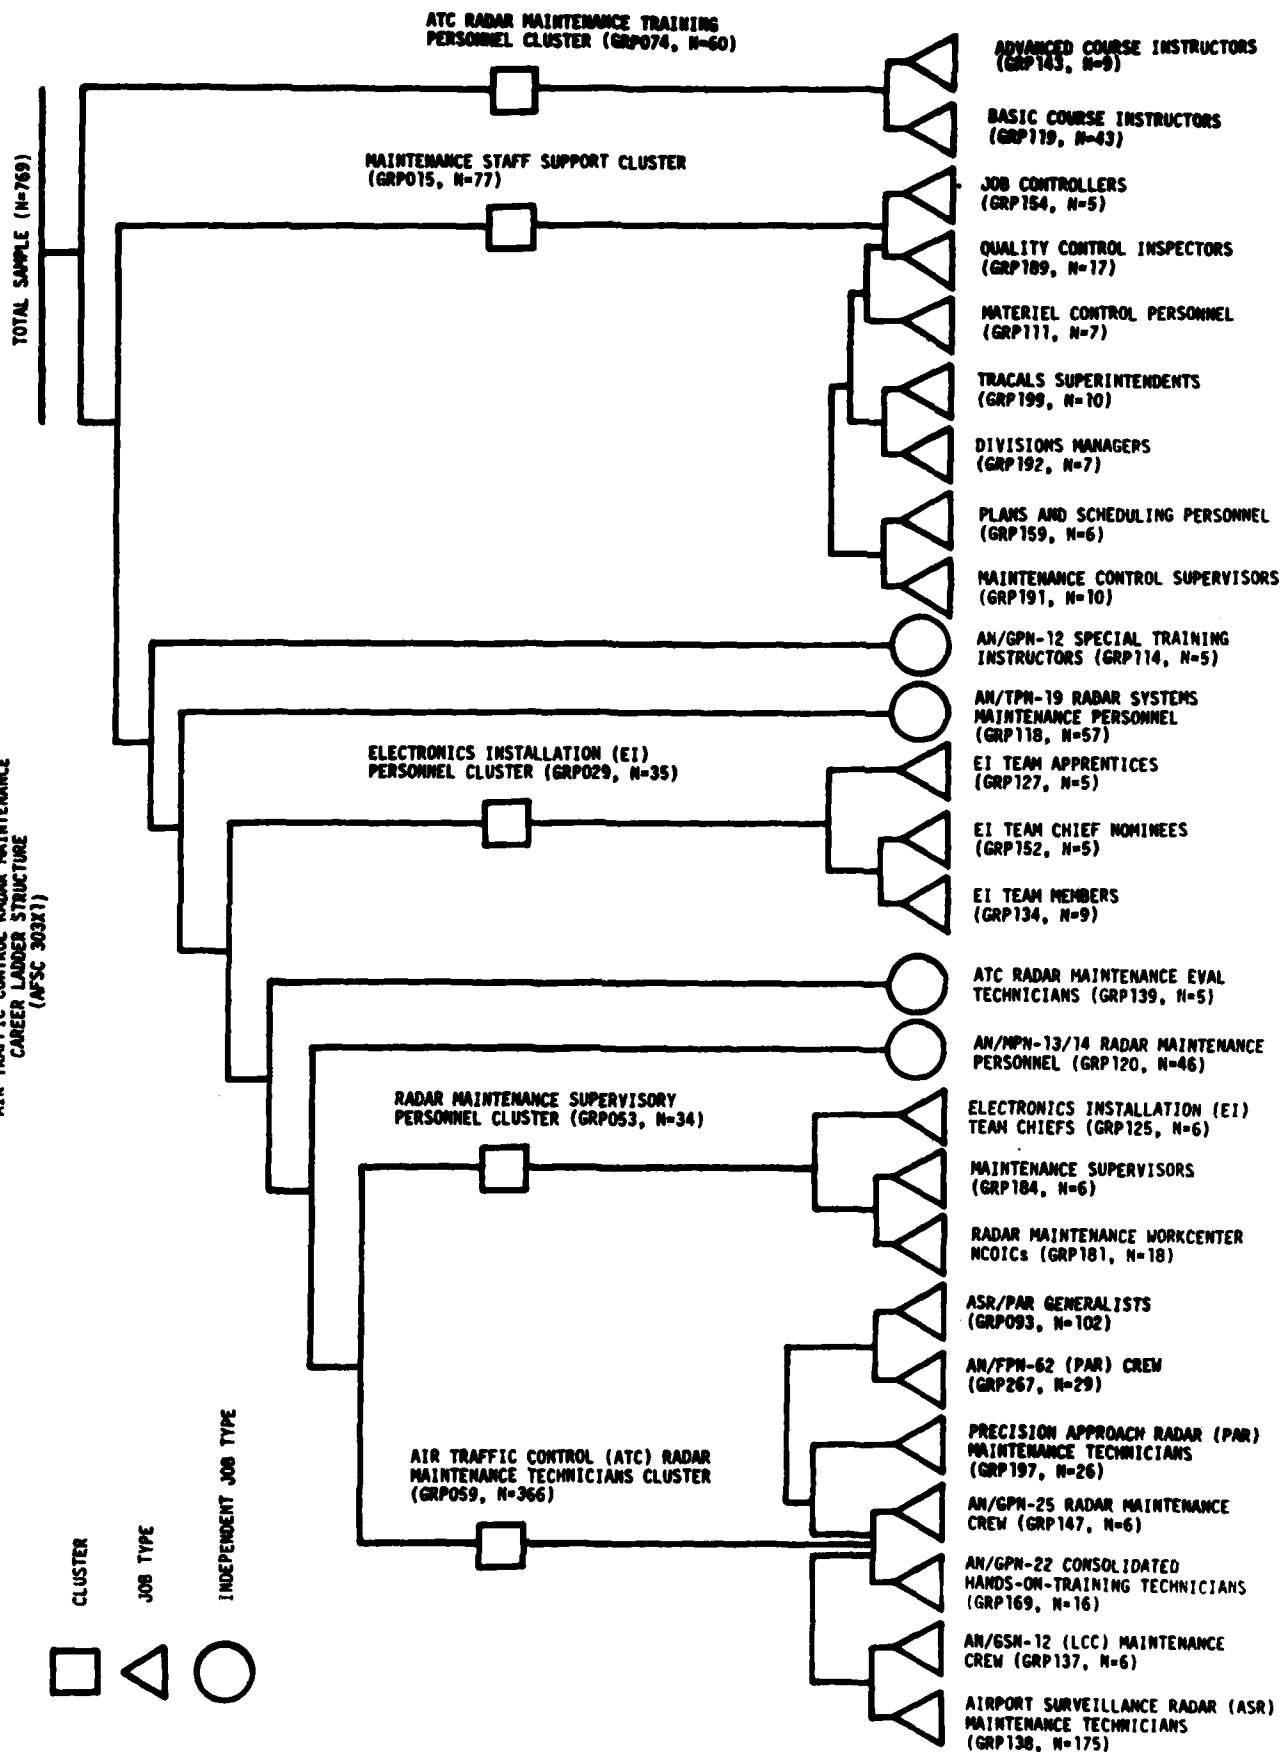 ATC RADAR MAINTENANCE TRAINING
PERSONNEL CLUSTER (GRP074, N=60)
ADVANCED COURSE INSTRUCTORS
(GRP143, N=9)
BASIC COURSE INSTRUCTORS
(GRP119, N=43)
TOTAL SAMPLE (N=769)
MAINTENANCE STAFF SUPPORT CLUSTER
(GRP015, N=77)
JOB CONTROLLERS
(GRP154, N=5)
QUALITY CONTROL INSPECTORS
(GRP189, N=17)
MATERIEL CONTROL PERSONNEL
(GRP111, N=7)
TRACALS SUPERINTENDENTS
(GRP199, N=10)
DIVISIONS MANAGERS
(GRP192, N=7)
PLANS AND SCHEDULING PERSONNEL
(GRP159, N=6)
MAINTENANCE CONTROL SUPERVISORS
(GRP191, N=10)
AN/GPN-12 SPECIAL TRAINING
INSTRUCTORS (GRP114, N=5)
AN/TPN-19 RADAR SYSTEMS
MAINTENANCE PERSONNEL
(GRP118, N=57)
ELECTRONICS INSTALLATION (EI)
PERSONNEL CLUSTER (GRP029, N=35)
EI TEAM APPRENTICES
(GRP127, N=5)
EI TEAM CHIEF NOMINEES
(GRP152, N=5)
EI TEAM MEMBERS
(GRP134, N=9)
AIR TRAFFIC CONTROL RADAR MAINTENANCE
CAREER LADDER STRUCTURE
(AFSC 303X1)
ATC RADAR MAINTENANCE EVAL
TECHNICIANS (GRP139, N=5)
AN/MPN-13/14 RADAR MAINTENANCE
PERSONNEL (GRP120, N=46)
RADAR MAINTENANCE SUPERVISORY
PERSONNEL CLUSTER (GRP053, N=34)
ELECTRONICS INSTALLATION (EI)
TEAM CHIEFS (GRP125, N=6)
MAINTENANCE SUPERVISORS
(GRP184, N=6)
RADAR MAINTENANCE WORKCENTER
NCOICs (GRP181, N=18)
ASR/PAR GENERALISTS
(GRP093, N=102)
AN/FPN-62 (PAR) CREW
(GRP267, N=29)
AIR TRAFFIC CONTROL (ATC) RADAR
MAINTENANCE TECHNICIANS CLUSTER
(GRP059, N=366)
PRECISION APPROACH RADAR (PAR)
MAINTENANCE TECHNICIANS
(GRP197, N=26)
AN/GPN-25 RADAR MAINTENANCE
CREW (GRP147, N=6)
AN/GPN-22 CONSOLIDATED
HANDS-ON-TRAINING TECHNICIANS
(GRP169, N=16)
AN/GSN-12 (LCC) MAINTENANCE
CREW (GRP137, N=6)
AIRPORT SURVEILLANCE RADAR (ASR)
MAINTENANCE TECHNICIANS
(GRP138, N=175)
CLUSTER
JOB TYPE
INDEPENDENT JOB TYPE